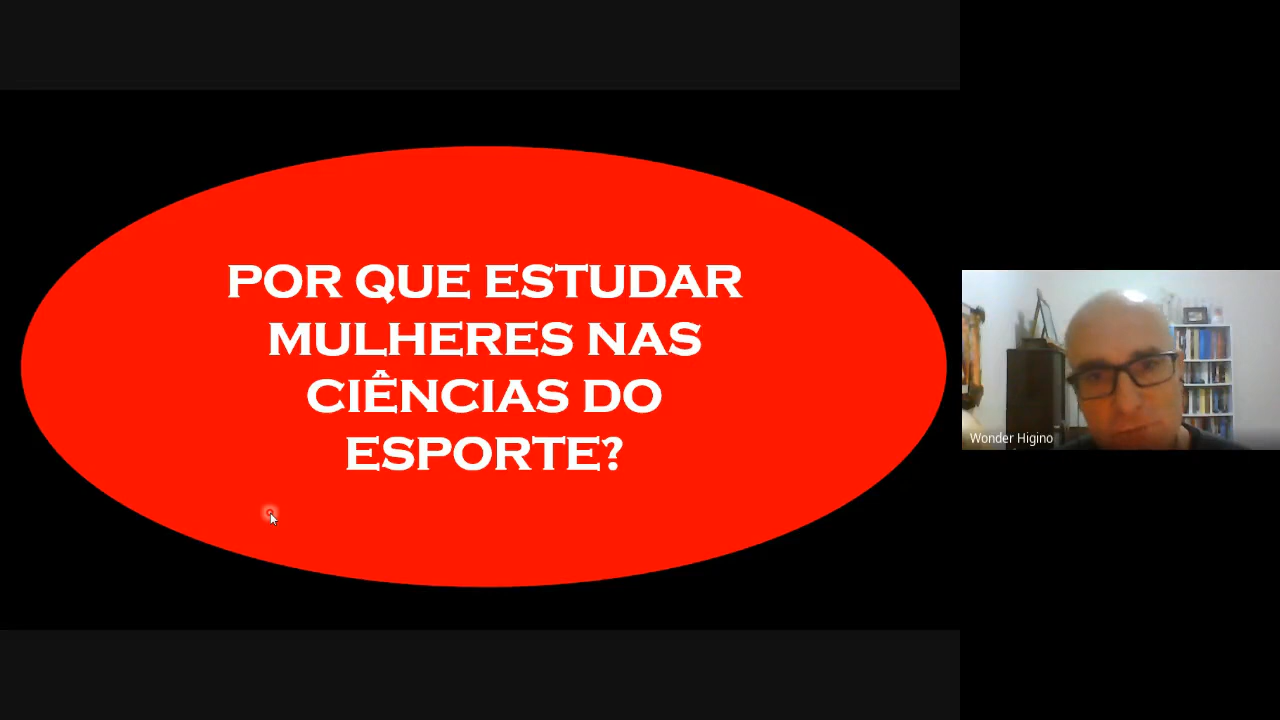 POR QUE ESTUDAR
MULHERES NAS
CIÊNCIAS DO
ESPORTE?
Wonder Higino